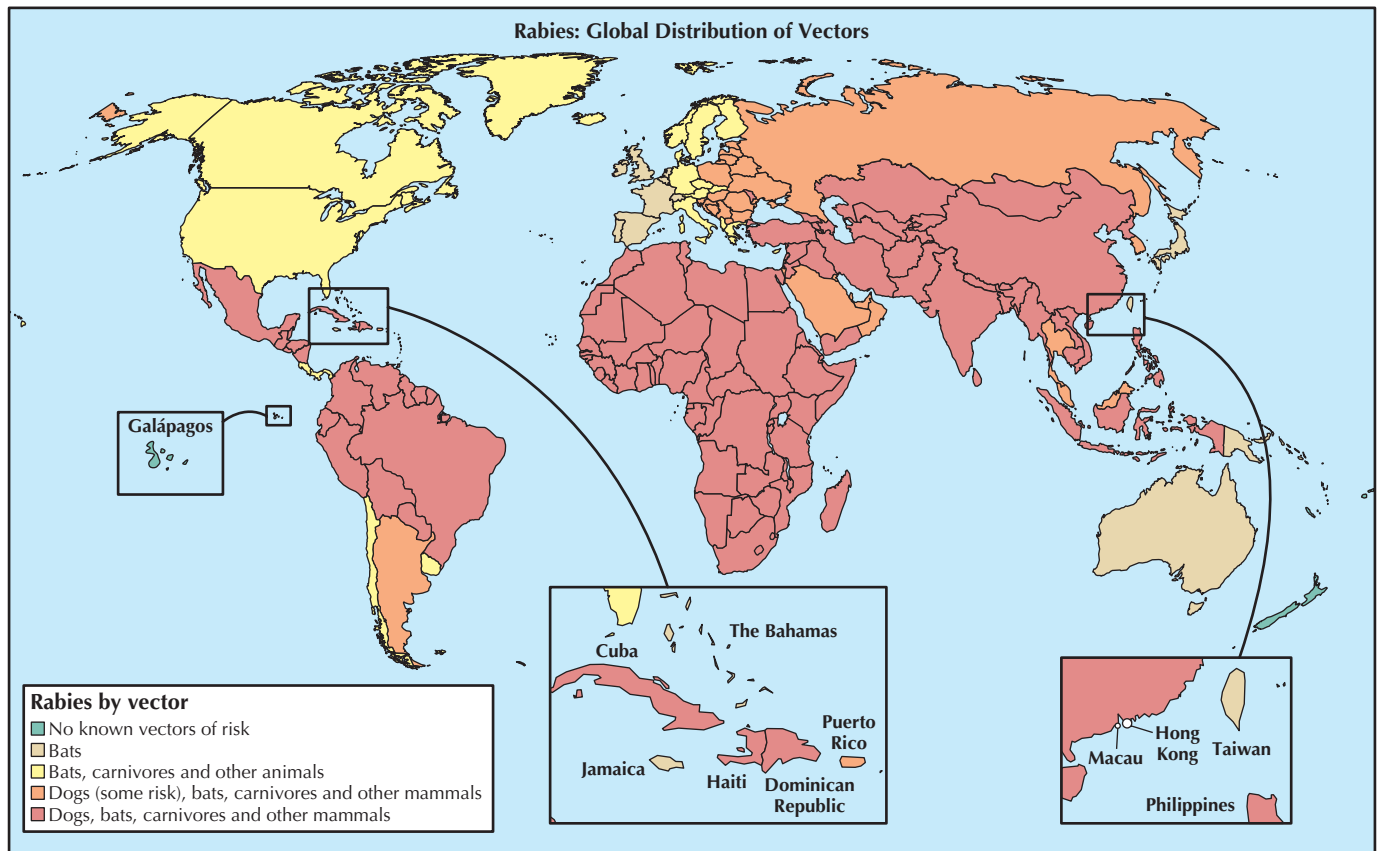 Rabies: Global Distribution of Vectors
Galápagos
The Bahamas
Cuba
Puerto
Rico
Jamaica
Haiti
Dominican
Republic
Hong
Kong
Macau
Taiwan
Philippines
Rabies by vector
No known vectors of risk
Bats
Bats, carnivores and other animals
Dogs (some risk), bats, carnivores and other mammals
Dogs, bats, carnivores and other mammals